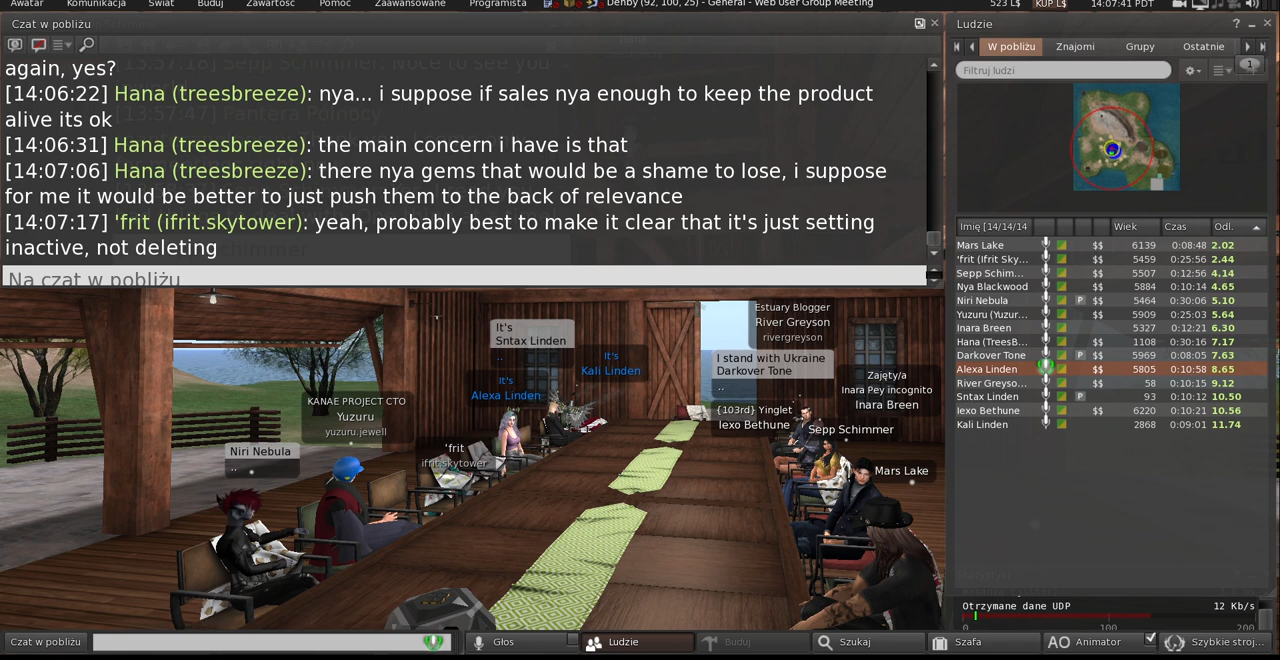 Awatar Komunikacja Świat Buduj Zawartość Pomoc Zaawansowane Programista Denby (92, 100, 25) - General - Web User Group Meeting 523 L$ KUP L$ 14:07:41 PDT
Czat w pobliżu
again, yes?
[14:06:22] Hana (treesbreeze): nya... i suppose if sales nya enough to keep the product
alive its ok
[14:06:31] Hana (treesbreeze): the main concern i have is that
[14:07:06] Hana (treesbreeze): there nya gems that would be a shame to lose, i suppose
for me it would be better to just push them to the back of relevance
[14:07:17] 'frit (ifrit.skytower): yeah, probably best to make it clear that it's just setting
inactive, not deleting
Na czat w pobliżu
It's
Sntax Linden
..
It's
Alexa Linden
It's
Kali Linden
Estuary Blogger
River Greyson
rivergreyson
I stand with Ukraine
Darkover Tone
..
Zajęty/a
Inara Pey incognito
Inara Breen
{103rd} Yinglet
Iexo Bethune
Sepp Schimmer
Mars Lake
KANAE PROJECT CTO
Yuzuru
yuzuru.jewell
Niri Nebula
..
'frit
ifrit.skytower
Ludzie
? _ ×
W pobliżu Znajomi Grupy Ostatnie
Filtruj ludzi
1
Imię [14/14/14 Wiek Czas Odl.
Mars Lake $$ 6139 0:08:48 2.02
'frit (Ifrit Sky... $$ 5459 0:25:56 2.44
Sepp Schim... $$ 5507 0:12:56 4.14
Nya Blackwood $$ 5884 0:10:14 4.65
Niri Nebula P $$ 5464 0:30:06 5.10
Yuzuru (Yuzur... $$ 5909 0:25:03 5.64
Inara Breen 5327 0:12:21 6.30
Hana (TreesB... $$ 1108 0:30:16 7.17
Darkover Tone P $$ 5969 0:08:05 7.63
Alexa Linden $$ 5805 0:10:58 8.65
River Greyso... $$ 58 0:10:15 9.12
Sntax Linden P 93 0:10:12 10.50
Iexo Bethune $$ 6220 0:10:21 10.56
Kali Linden 2868 0:09:01 11.74
Otrzymane dane UDP 12 Kb/s
0 100 200
Czat w pobliżu Głos Ludzie Buduj Szukaj Szafa AO Animator Szybkie stroj...